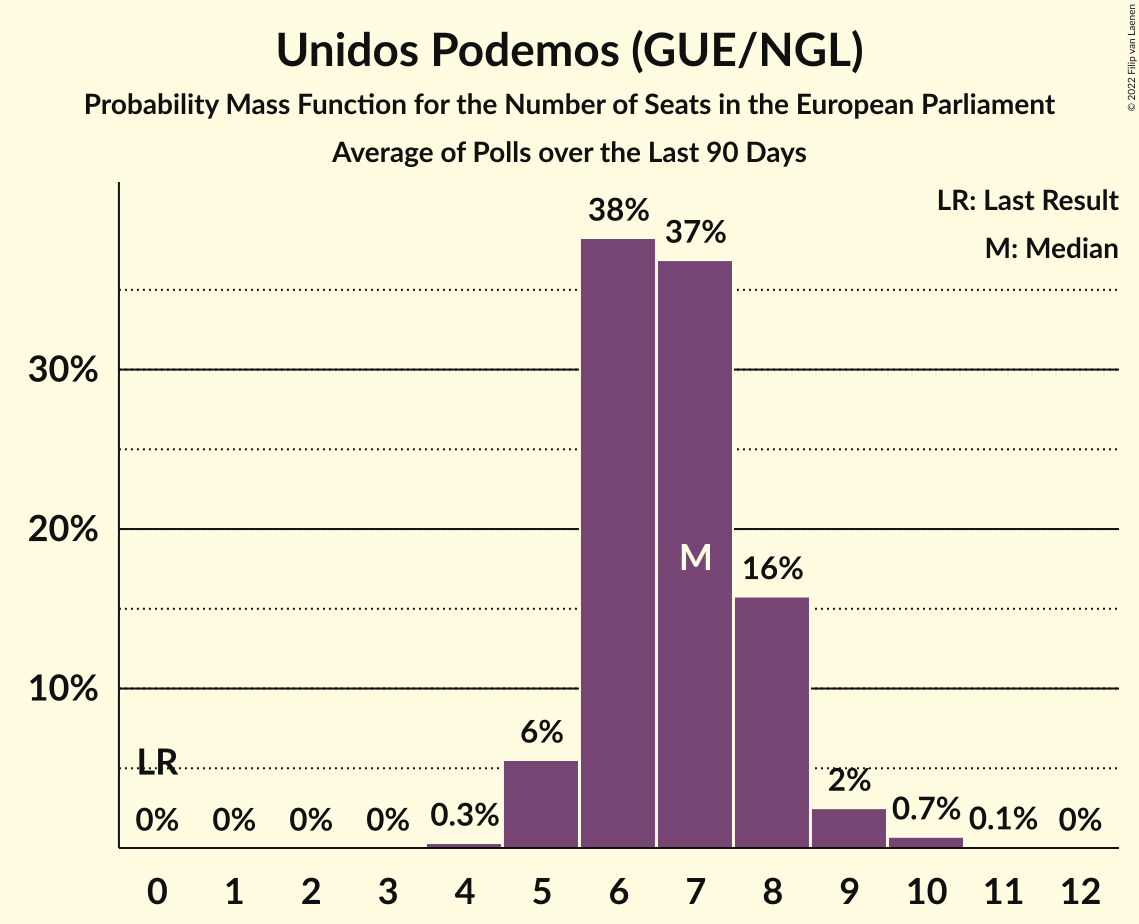 Unidos Podemos (GUE/NGL)
Probability Mass Function for the Number of Seats in the European Parliament
Average of Polls over the Last 90 Days
© 2022 Filip van Laenen
LR: Last Result
M: Median
38%
37%
30%
20%
M
16%
10%
6%
LR
2%
0%
0%
0%
0%
0.3%
0.7%
0.1%
0%
0 1 2 3 4 5 6 7 8 9 10 11 12